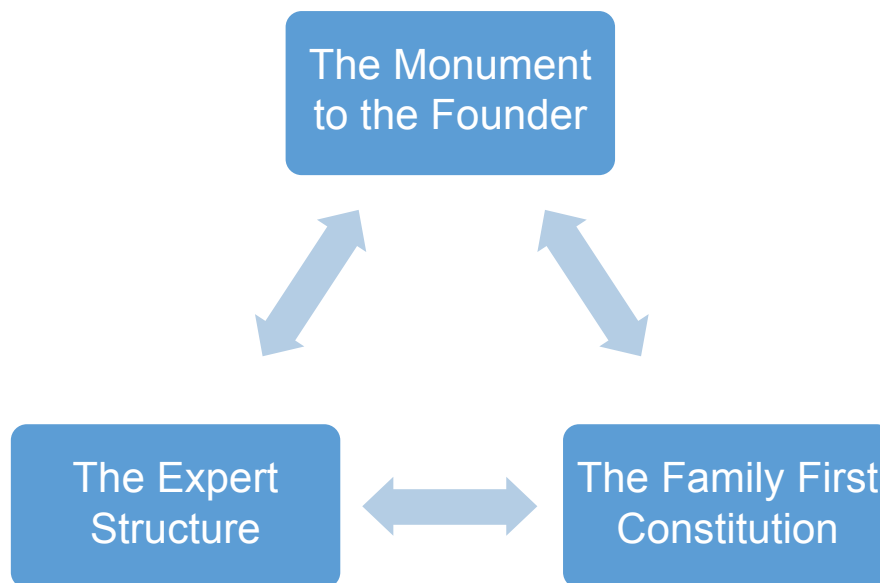 The Monument
to the Founder
The Expert
Structure
The Family First
Constitution